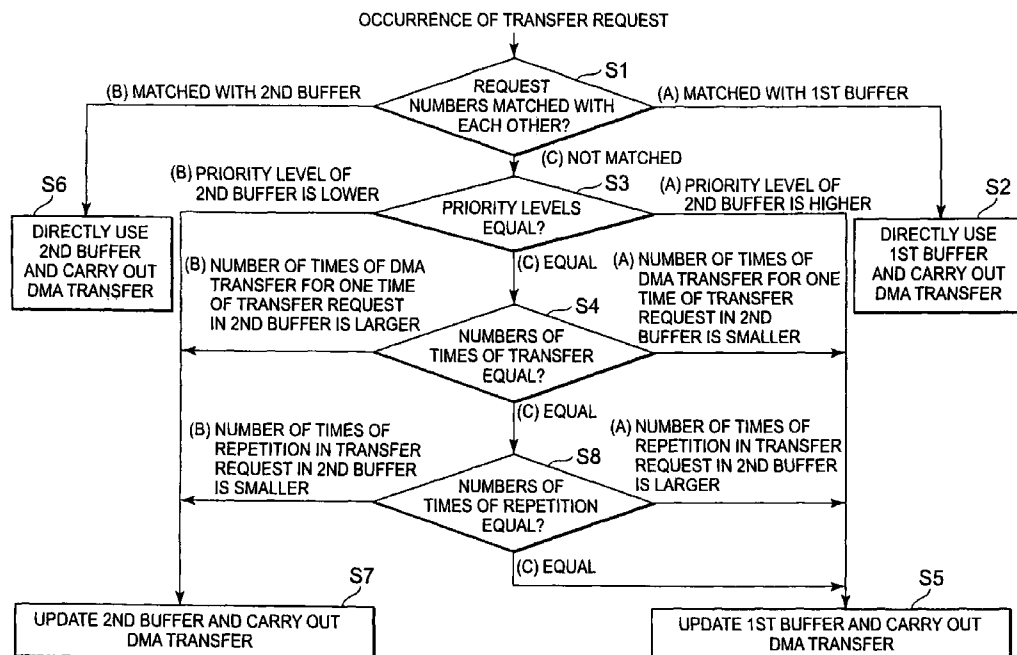 OCCURRENCE OF TRANSFER REQUEST
S1
REQUEST
NUMBERS MATCHED WITH
EACH OTHER?
(B) MATCHED WITH 2ND BUFFER
(A) MATCHED WITH 1ST BUFFER
(C) NOT MATCHED
S6
DIRECTLY USE
2ND BUFFER
AND CARRY OUT
DMA TRANSFER
(B) PRIORITY LEVEL OF
2ND BUFFER IS LOWER
S3
PRIORITY LEVELS
EQUAL?
(A) PRIORITY LEVEL OF
2ND BUFFER IS HIGHER
S2
DIRECTLY USE
1ST BUFFER
AND CARRY OUT
DMA TRANSFER
(C) EQUAL
(B) NUMBER OF TIMES OF DMA
TRANSFER FOR ONE TIME
OF TRANSFER REQUEST
IN 2ND BUFFER IS LARGER
(A) NUMBER OF TIMES OF
DMA TRANSFER FOR ONE
TIME OF TRANSFER
REQUEST IN 2ND
BUFFER IS SMALLER
S4
NUMBERS OF
TIMES OF TRANSFER
EQUAL?
(C) EQUAL
(B) NUMBER OF TIMES OF
REPETITION IN TRANSFER
REQUEST IN 2ND BUFFER
IS SMALLER
(A) NUMBER OF TIMES OF
REPETITION IN TRANSFER
REQUEST IN 2ND BUFFER
IS LARGER
S8
NUMBERS OF
TIMES OF REPETITION
EQUAL?
(C) EQUAL
S7
UPDATE 2ND BUFFER AND CARRY OUT
DMA TRANSFER
S5
UPDATE 1ST BUFFER AND CARRY OUT
DMA TRANSFER